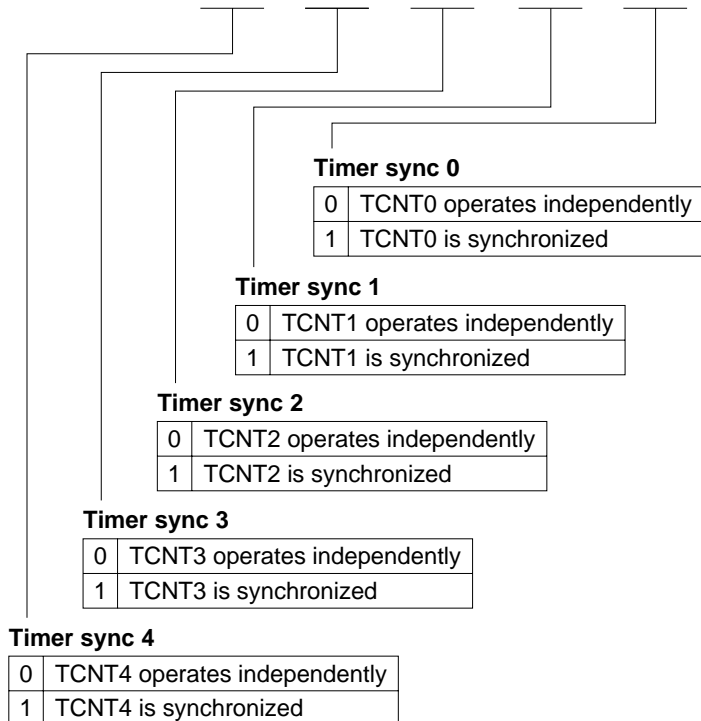 Timer sync 0
0 TCNT0 operates independently
1 TCNT0 is synchronized
Timer sync 1
0 TCNT1 operates independently
1 TCNT1 is synchronized
Timer sync 2
0 TCNT2 operates independently
1 TCNT2 is synchronized
Timer sync 3
0 TCNT3 operates independently
1 TCNT3 is synchronized
Timer sync 4
0 TCNT4 operates independently
1 TCNT4 is synchronized